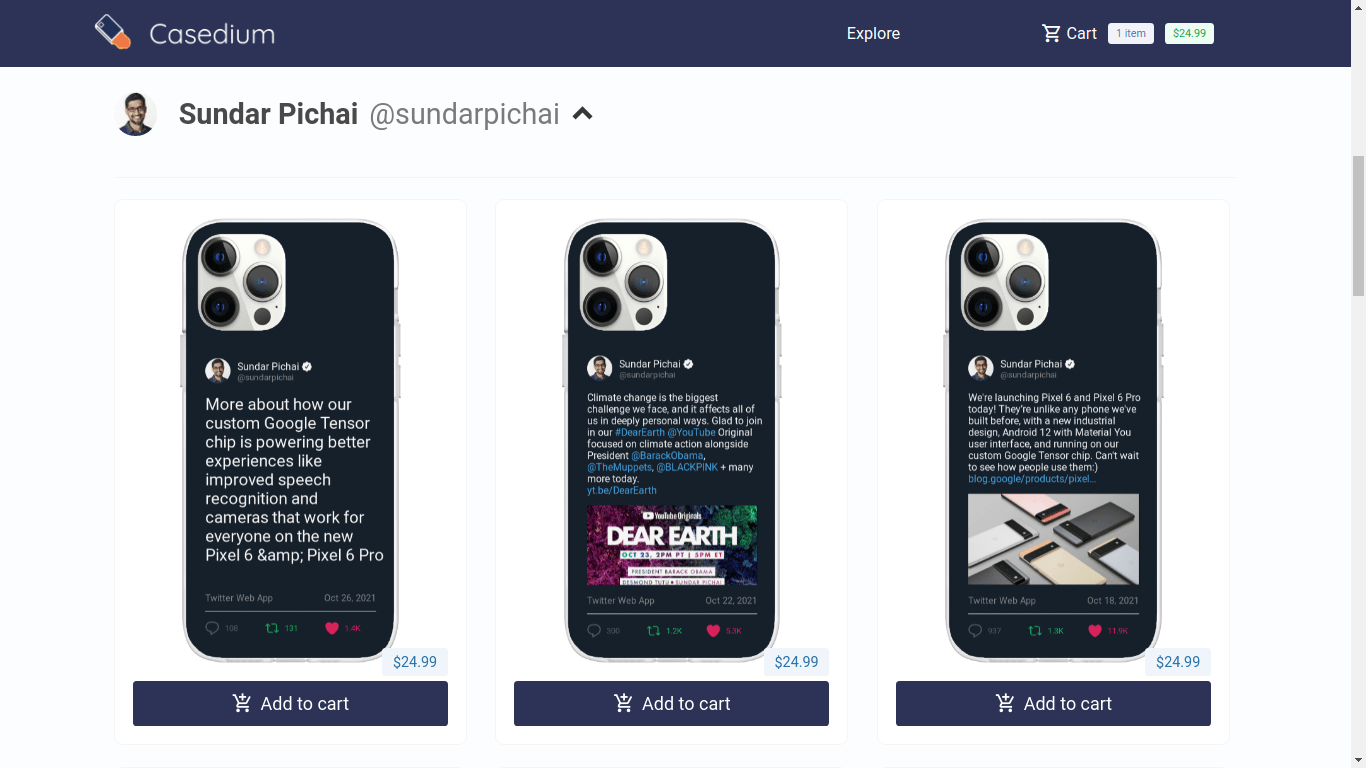 Casedium
Explore
Cart 1 item $24.99
Sundar Pichai @sundarpichai
Sundar Pichai
@sundarpichai
More about how our
custom Google Tensor
chip is powering better
experiences like
improved speech
recognition and
cameras that work for
everyone on the new
Pixel 6 &amp; Pixel 6 Pro
Twitter Web App Oct 26, 2021
108 131 1.4K
$24.99
Add to cart
Sundar Pichai
@sundarpichai
Climate change is the biggest
challenge we face, and it affects all of
us in deeply personal ways. Glad to join
in our #DearEarth @YouTube Original
focused on climate action alongside
President @BarackObama,
@TheMuppets, @BLACKPINK + many
more today.
yt.be/DearEarth
YouTube Originals
DEAR EARTH
OCT 23, 2PM PT | 5PM ET
PRESIDENT BARACK OBAMA
DESMOND TUTU • SUNDAR PICHAI
Twitter Web App Oct 22, 2021
300 1.2K 5.3K
$24.99
Add to cart
Sundar Pichai
@sundarpichai
We're launching Pixel 6 and Pixel 6 Pro
today! They're unlike any phone we've
built before, with a new industrial
design, Android 12 with Material You
user interface, and running on our
custom Google Tensor chip. Can't wait
to see how people use them:)
blog.google/products/pixel...
Twitter Web App Oct 18, 2021
937 1.3K 11.9K
$24.99
Add to cart